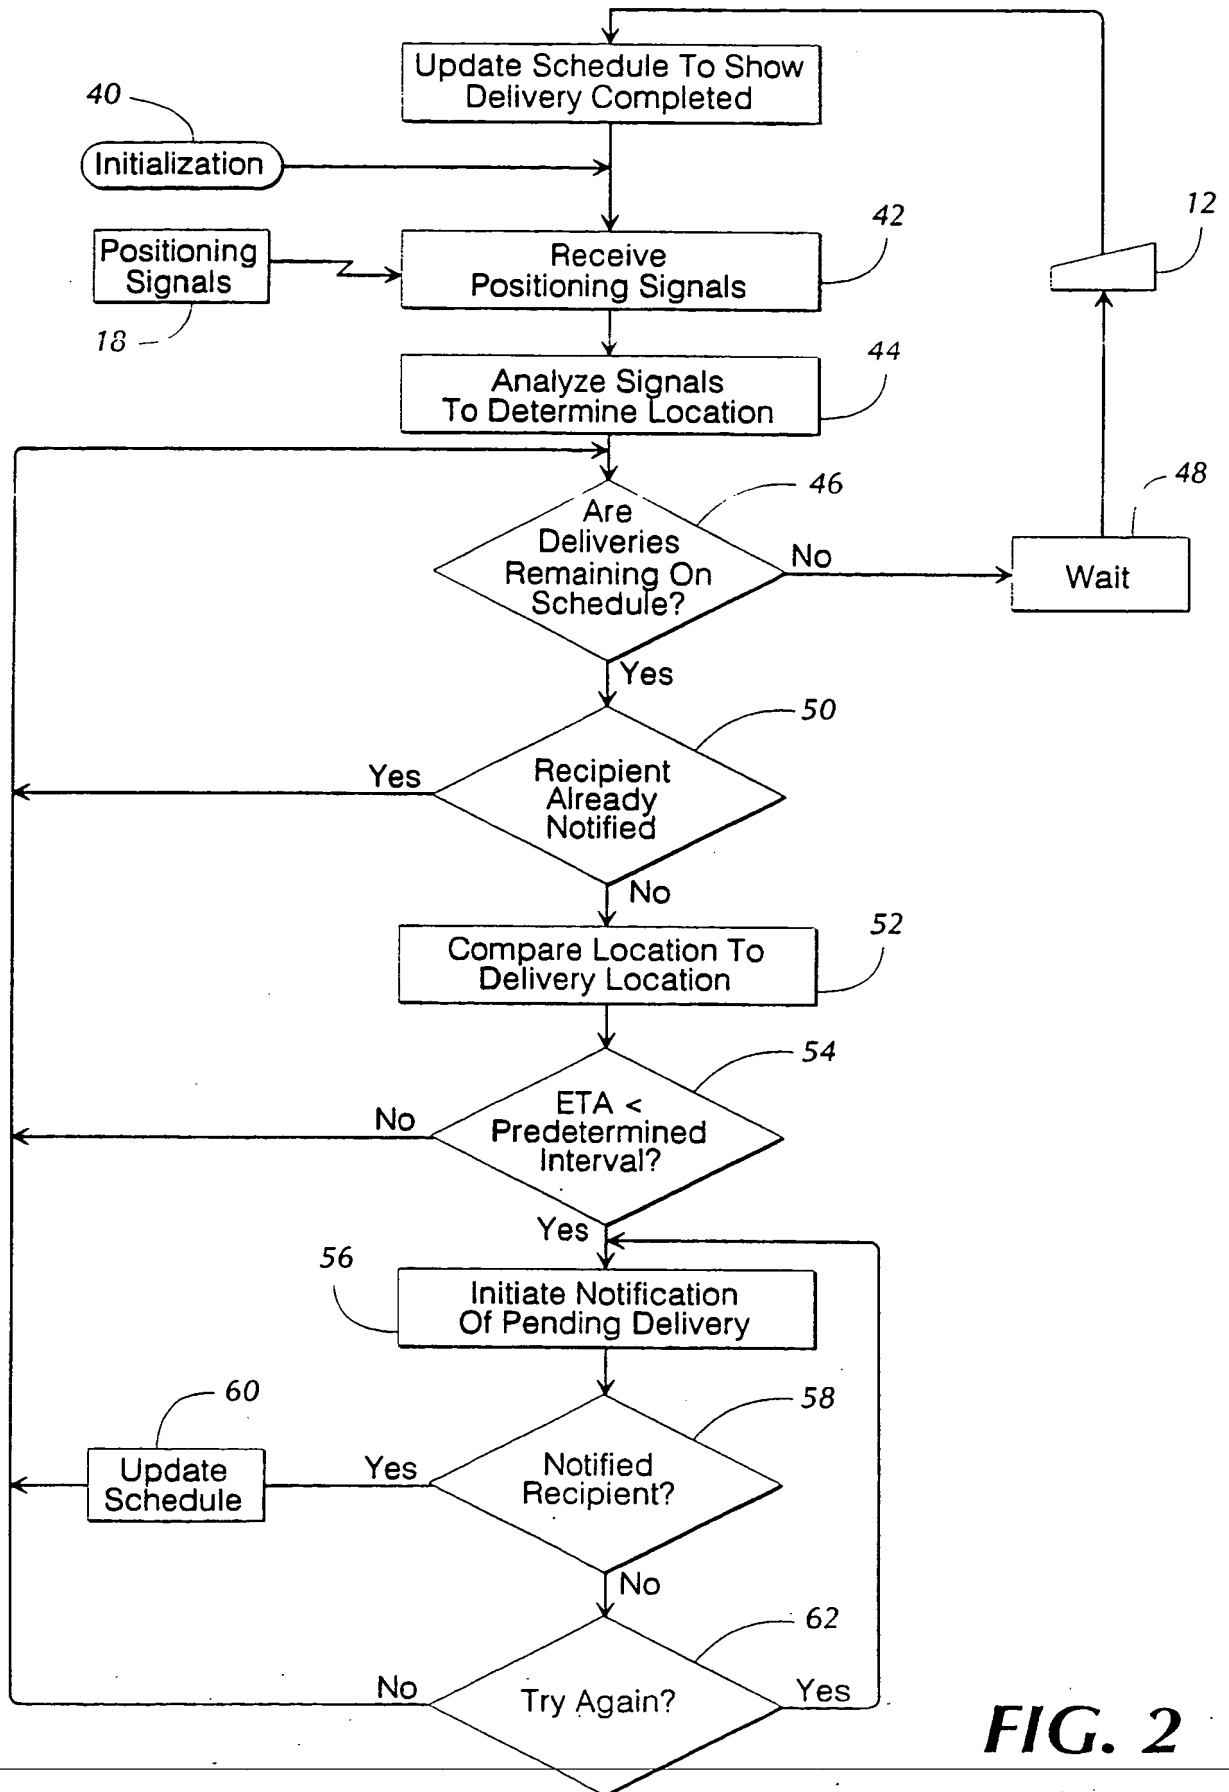 Update Schedule To Show
Delivery Completed
40
Initialization
Positioning
Signals
18
Receive
Positioning Signals
42
12
Analyze Signals
To Determine Location
44
Are
Deliveries
Remaining On
Schedule?
46
No
48
Wait
Yes
50
Recipient
Already
Notified
Yes
No
Compare Location To
Delivery Location
52
54
ETA <
Predetermined
Interval?
No
Yes
56
Initiate Notification
Of Pending Delivery
58
Notified
Recipient?
Yes
60
Update
Schedule
No
62
Try Again?
No
Yes
FIG. 2